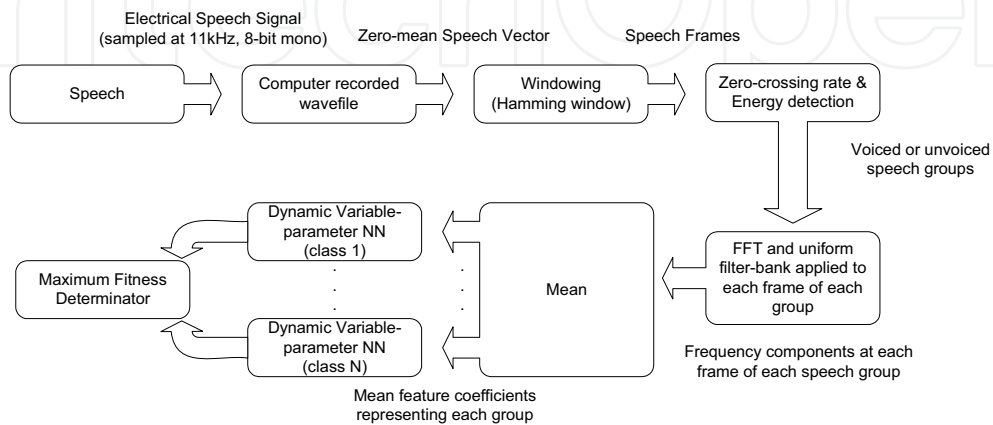 Electrical Speech Signal
(sampled at 11kHz, 8-bit mono)
Zero-mean Speech Vector
Speech Frames
Speech
Computer recorded
wavefile
Windowing
(Hamming window)
Zero-crossing rate &
Energy detection
Voiced or unvoiced
speech groups
FFT and uniform
filter-bank applied to
each frame of each
group
Frequency components at each
frame of each speech group
Mean
Mean feature coefficients
representing each group
Dynamic Variable-
parameter NN
(class 1)
Dynamic Variable-
parameter NN
(class N)
Maximum Fitness
Determinator